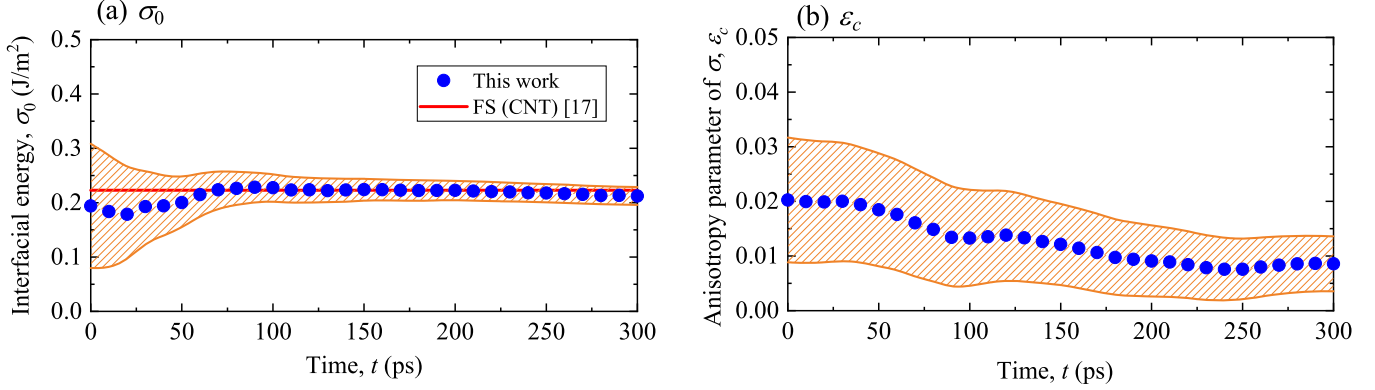 (a) σ₀
Interfacial energy, σ₀ (J/m²)
0.5
0.4
0.3
0.2
0.1
0.0
This work
FS (CNT) [17]
0 50 100 150 200 250 300
Time, t (ps)
(b) ε꜀
Anisotropy parameter of σ, ε꜀
0.05
0.04
0.03
0.02
0.01
0.00
0 50 100 150 200 250 300
Time, t (ps)